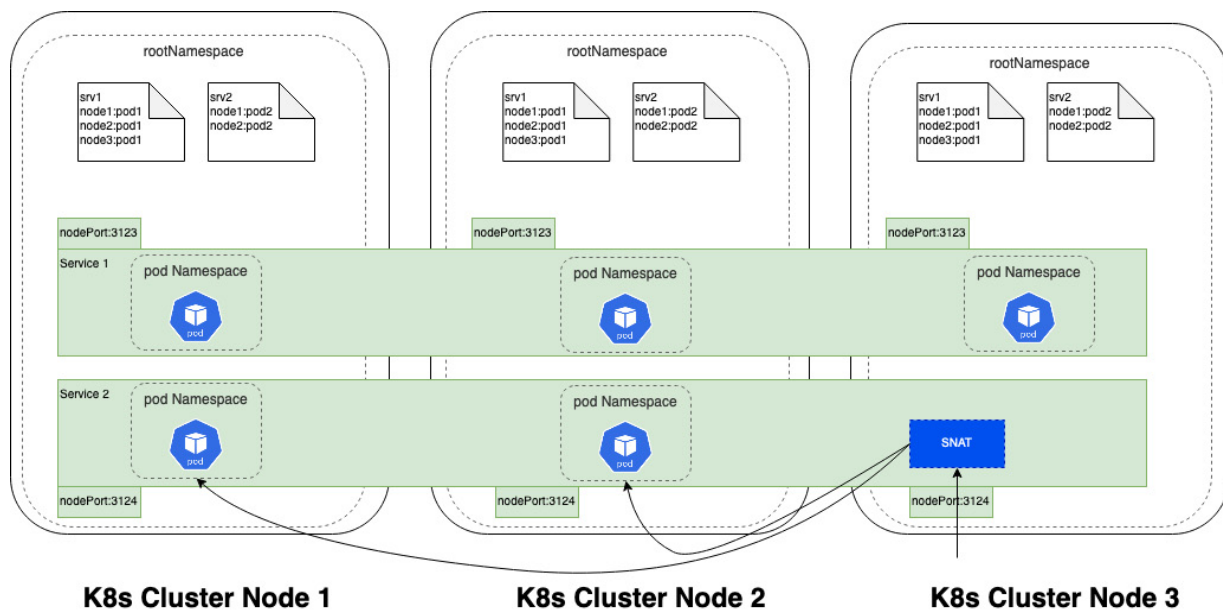 rootNamespace
srv1
node1:pod1
node2:pod1
node3:pod1
srv2
node1:pod2
node2:pod2
rootNamespace
srv1
node1:pod1
node2:pod1
node3:pod1
srv2
node1:pod2
node2:pod2
rootNamespace
srv1
node1:pod1
node2:pod1
node3:pod1
srv2
node1:pod2
node2:pod2
nodePort:3123
nodePort:3123
nodePort:3123
Service 1
pod Namespace
pod
pod Namespace
pod
pod Namespace
pod
Service 2
pod Namespace
pod
pod Namespace
pod
SNAT
nodePort:3124
nodePort:3124
nodePort:3124
K8s Cluster Node 1
K8s Cluster Node 2
K8s Cluster Node 3